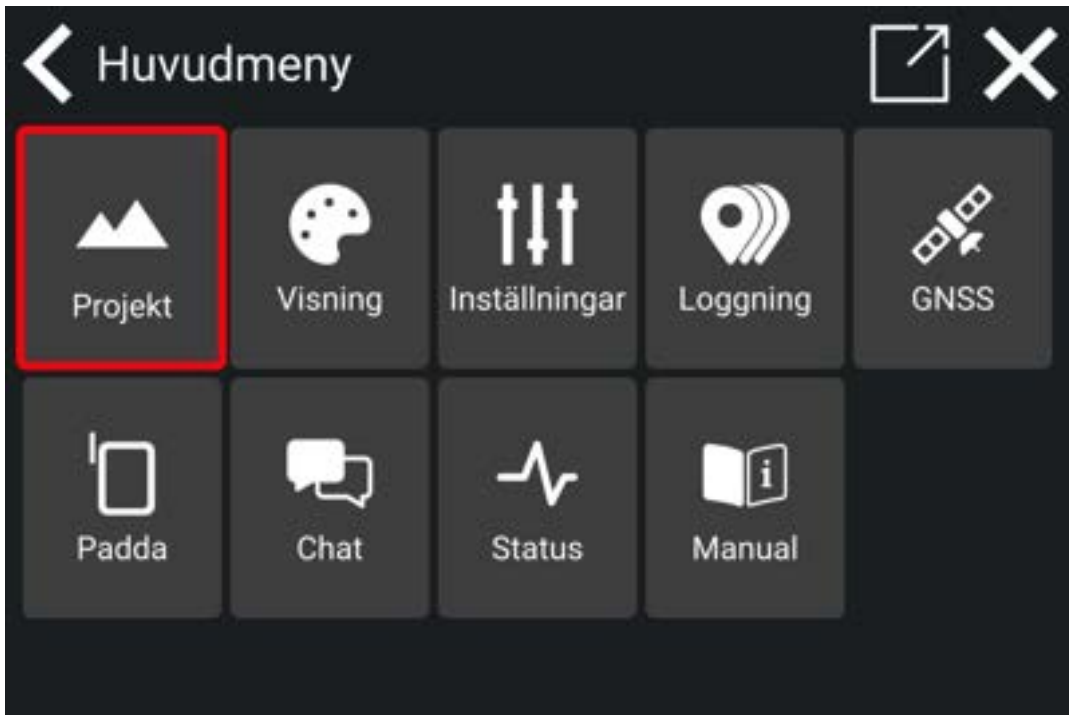 Huvudmeny
Projekt
Visning
Inställningar
Loggning
GNSS
Padda
Chat
Status
Manual